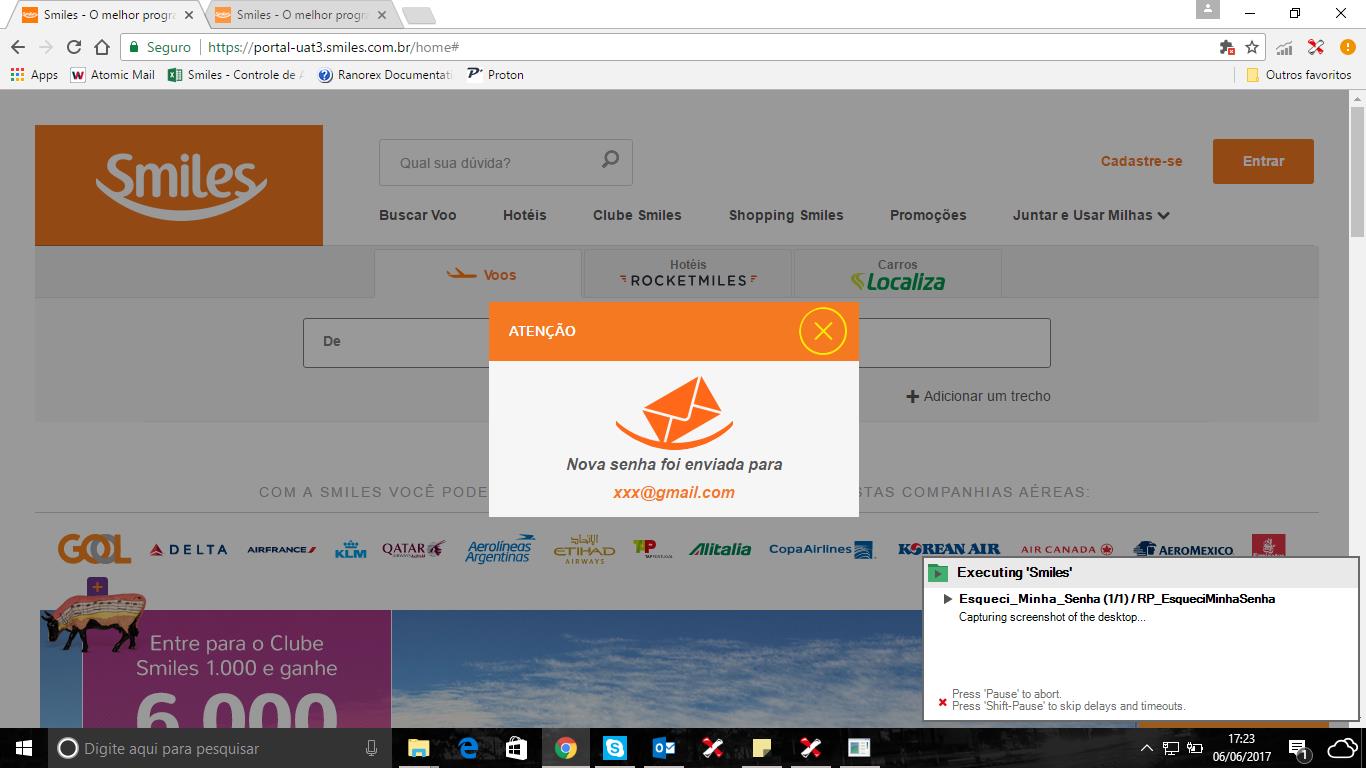 Smiles - O melhor progra
Smiles - O melhor progra
Seguro
https://portal-uat3.smiles.com.br/home#
Apps
Atomic Mail
Smiles - Controle de A
Ranorex Documentati
Proton
Outros favoritos
Smiles
Qual sua dúvida?
Cadastre-se
Entrar
Buscar Voo
Hotéis
Clube Smiles
Shopping Smiles
Promoções
Juntar e Usar Milhas
Voos
Hotéis
ROCKETMILES
Carros
Localiza
ATENÇÃO
De
Adicionar um trecho
Nova senha foi enviada para
xxx@gmail.com
COM A SMILES VOCÊ PODE
STAS COMPANHIAS AÉREAS:
GOL
DELTA
AIRFRANCE
KLM
QATAR
Aerolíneas
Argentinas
ETIHAD
AIRWAYS
TAP
Alitalia
CopaAirlines
KOREAN AIR
AIR CANADA
AEROMEXICO
Executing 'Smiles'
Esqueci_Minha_Senha (1/1) / RP_EsqueciMinhaSenha
Capturing screenshot of the desktop...
Press 'Pause' to abort.
Press 'Shift-Pause' to skip delays and timeouts.
Entre para o Clube
Smiles 1.000 e ganhe
6.000
Digite aqui para pesquisar
17:23
06/06/2017
1